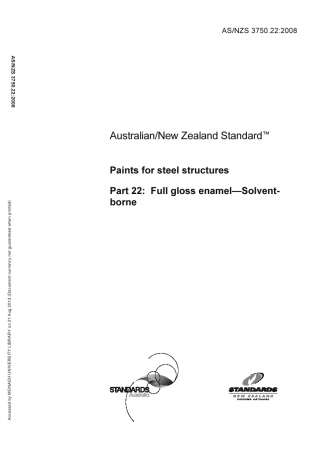 AS/NZS 3750.22:2008
AS/NZS 3750.22:2008
Australian/New Zealand Standard™
Paints for steel structures
Part 22: Full gloss enamel—Solvent-
borne
Accessed by MONASH UNIVERSITY LIBRARY on 21 Aug 2010 (Document currency not guaranteed when printed)
STANDARDS
Australia
STANDARDS
NEW ZEALAND